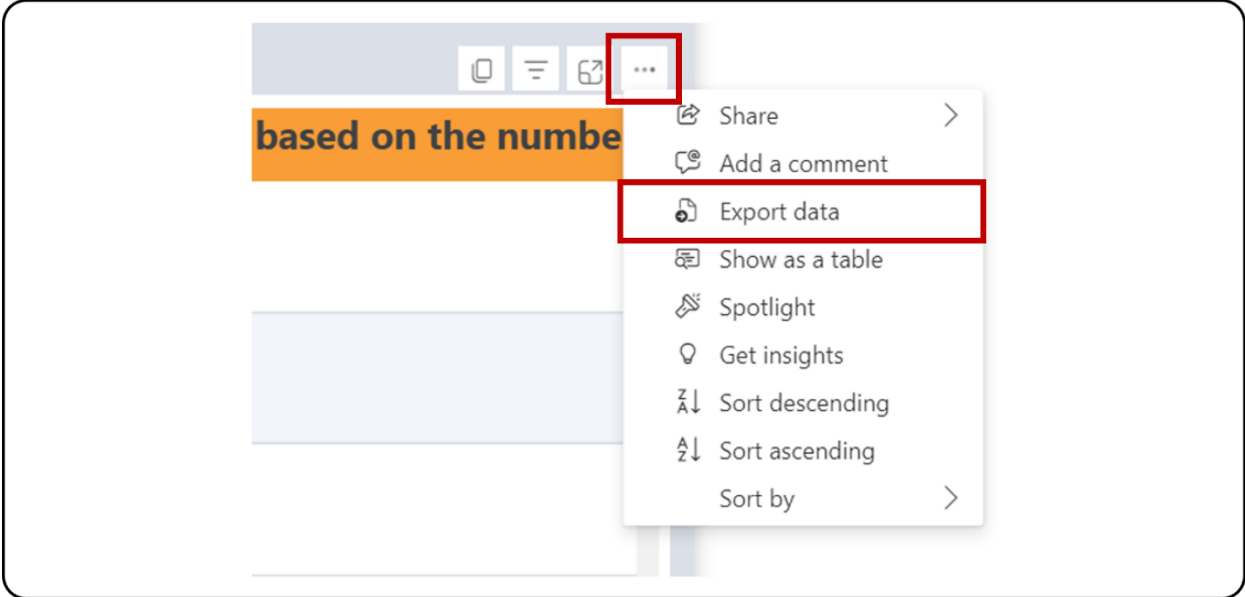 based on the numbe
Share
Add a comment
Export data
Show as a table
Spotlight
Get insights
Sort descending
Sort ascending
Sort by